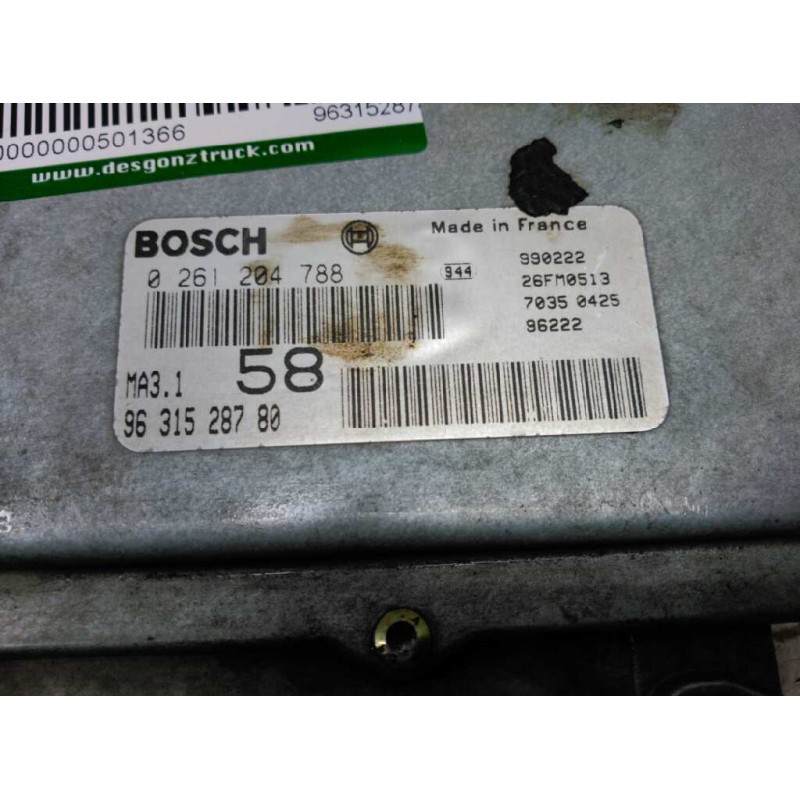 96315287
0000000501366
www.desgonztruck.com
BOSCH
Made in France
0 261 204 788
944
990222
26FM0513
7035 0425
96222
MA3.1
58
96 315 287 80